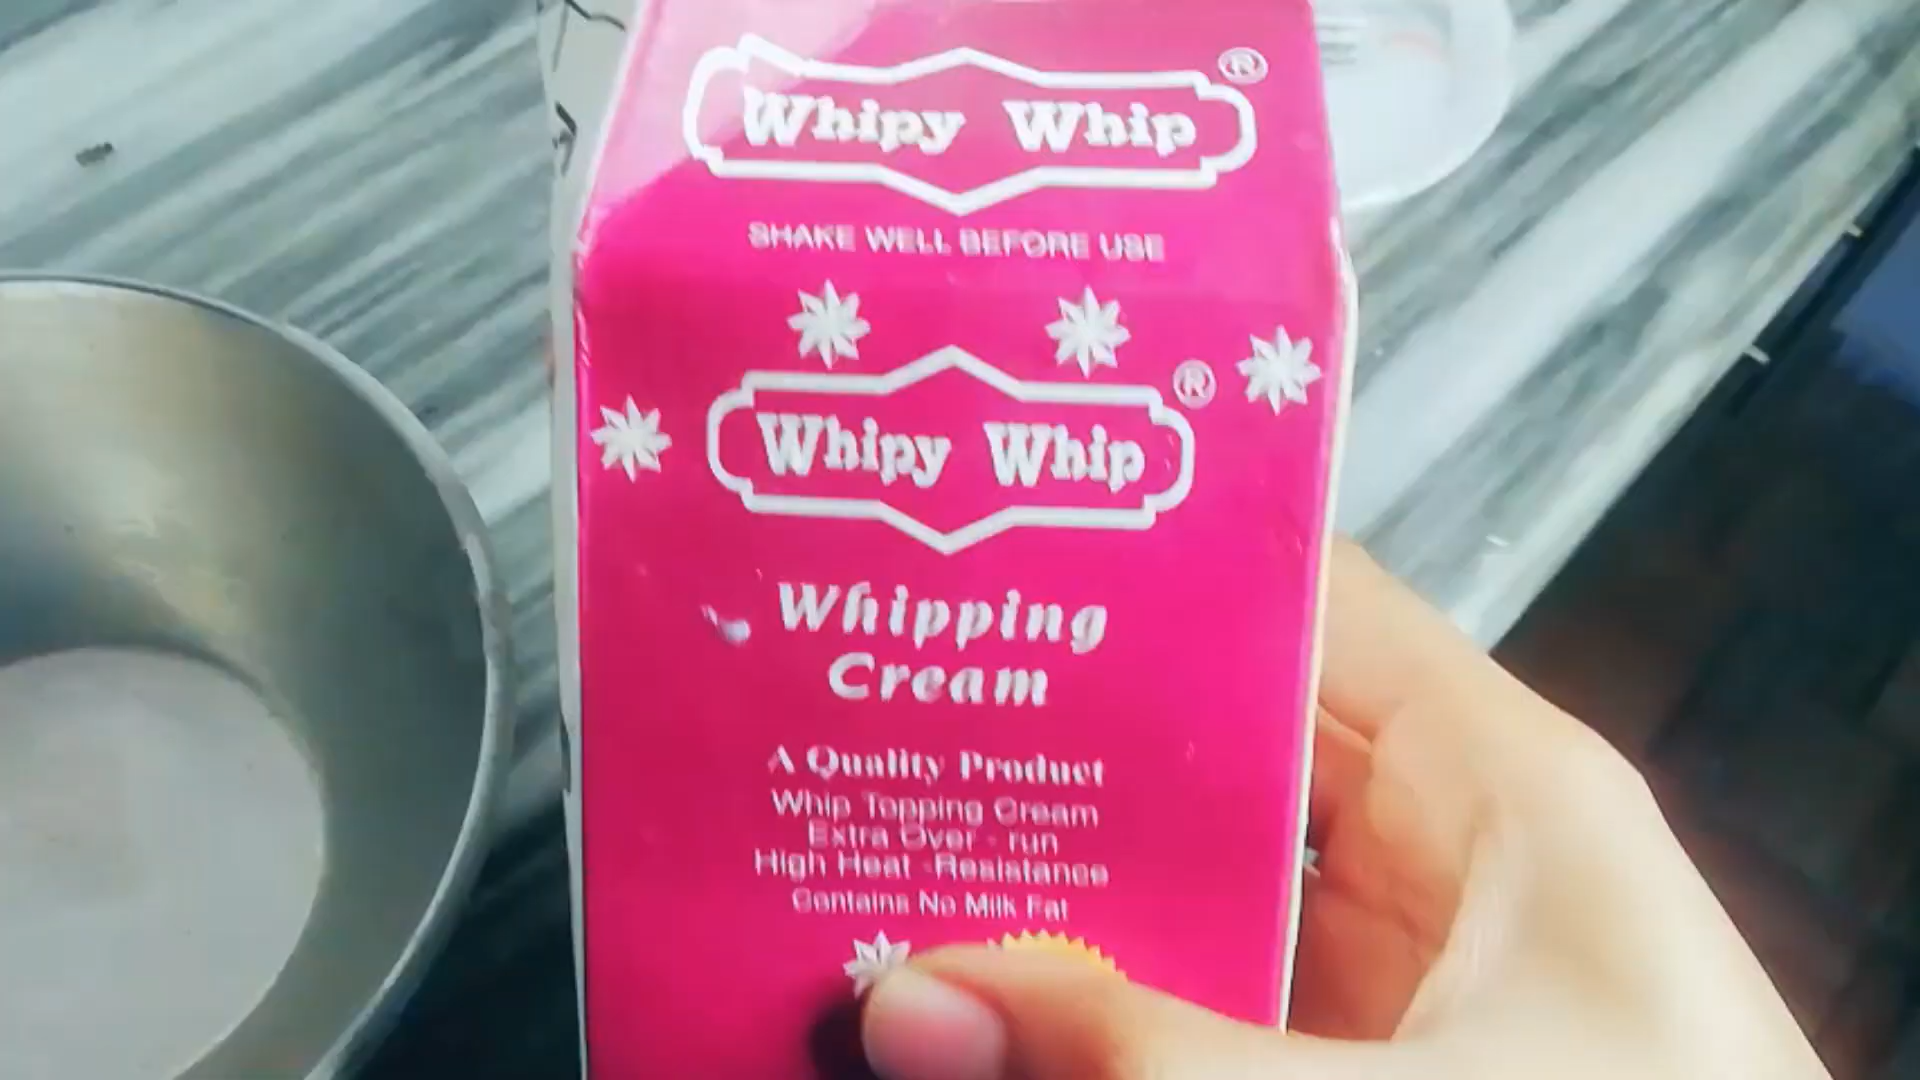 Whipy Whip ®
SHAKE WELL BEFORE USE
Whipy Whip ®
Whipping
Cream
A Quality Product
Whip Topping Cream
Extra Over - run
High Heat -Resistance
Contains No Milk Fat